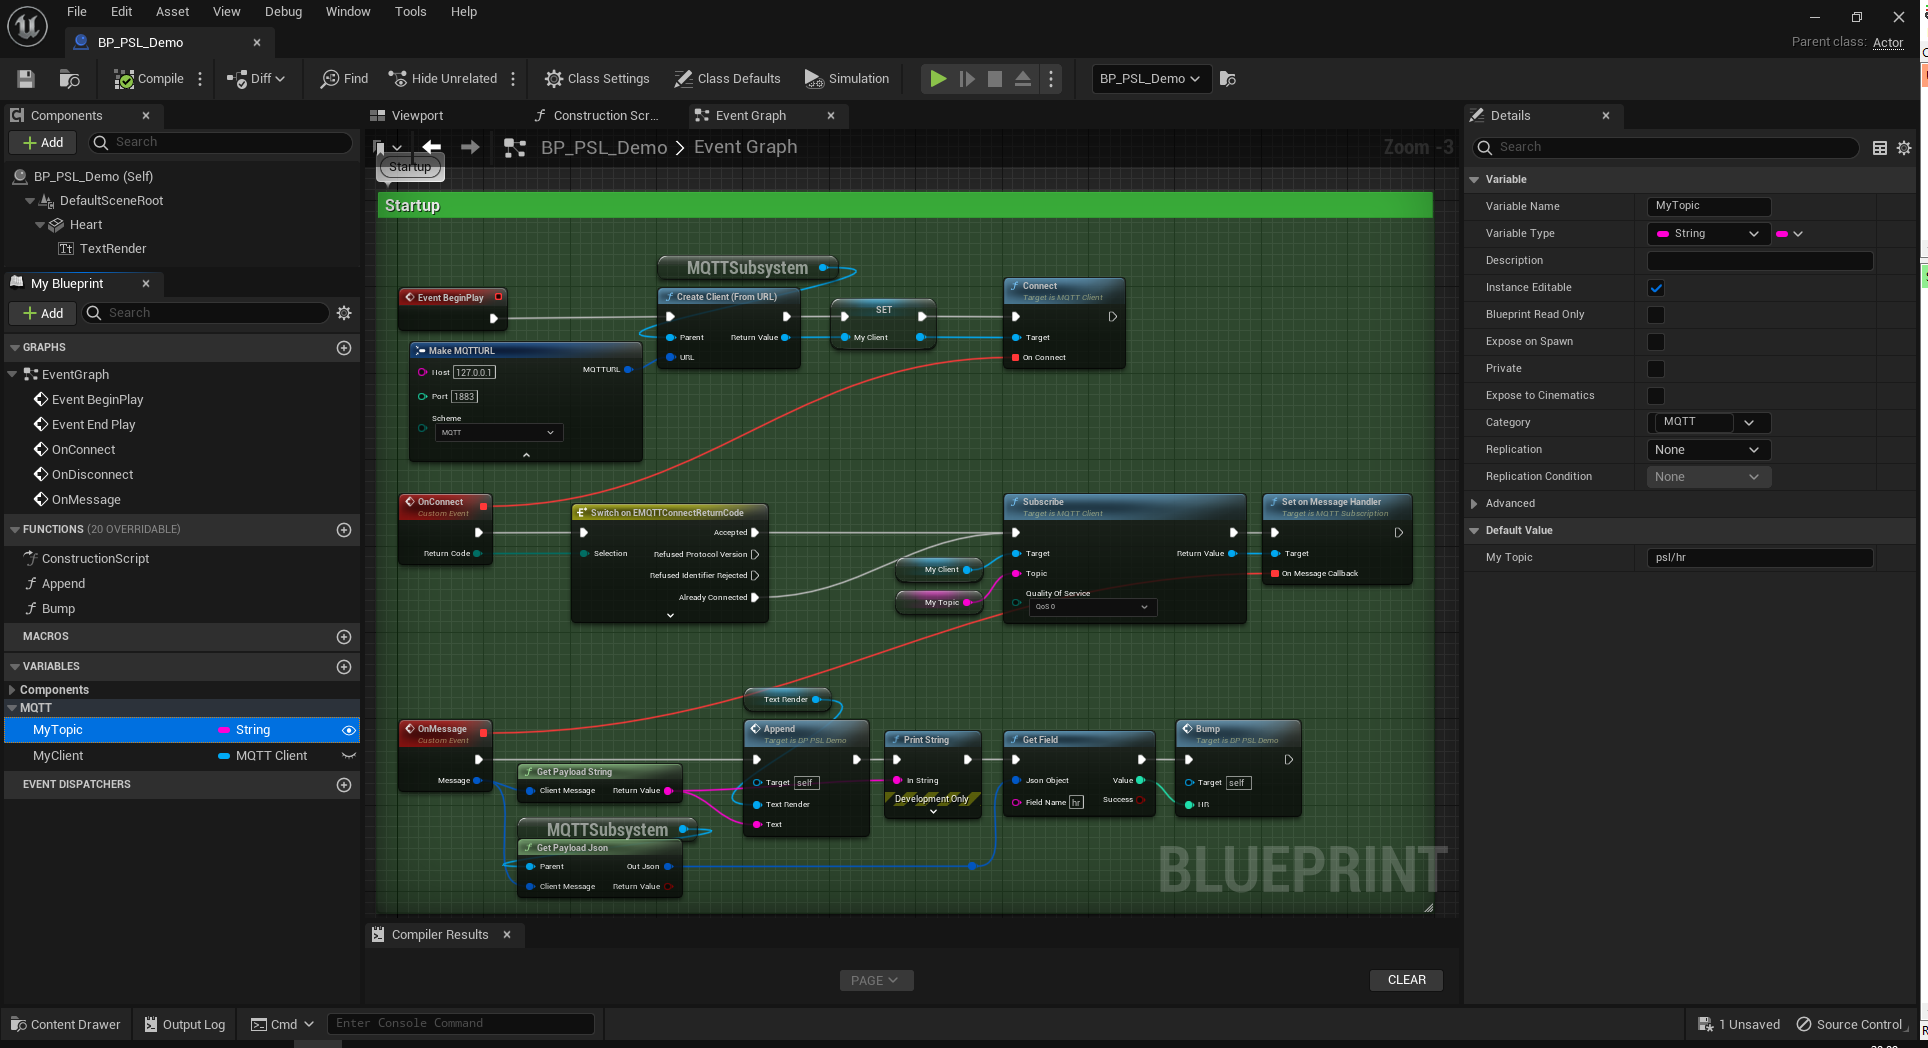 File Edit Asset View Debug Window Tools Help
BP_PSL_Demo
Parent class: Actor
Compile Diff Find Hide Unrelated Class Settings Class Defaults Simulation BP_PSL_Demo
Components
Add Search
BP_PSL_Demo (Self)
DefaultSceneRoot
Heart
TextRender
My Blueprint
Add Search
GRAPHS
EventGraph
Event BeginPlay
Event End Play
OnConnect
OnDisconnect
OnMessage
FUNCTIONS (20 OVERRIDABLE)
ConstructionScript
Append
Bump
MACROS
VARIABLES
Components
MQTT
MyTopic String
MyClient MQTT Client
EVENT DISPATCHERS
Viewport Construction Scr... Event Graph
BP_PSL_Demo > Event Graph
Zoom -3
Startup
Startup
MQTTSubsystem
Event BeginPlay
Create Client (From URL)
Parent Return Value
URL
SET
My Client
Connect
Target is MQTT Client
Target
On Connect
Make MQTTURL
Host 127.0.0.1 MQTTURL
Port 1883
Scheme
MQTT
OnConnect
Custom Event
Return Code
Switch on EMQTTConnectReturnCode
Accepted
Selection Refused Protocol Version
Refused Identifier Rejected
Already Connected
My Client
My Topic
Subscribe
Target is MQTT Client
Target Return Value
Topic
Quality Of Service
QoS 0
Set on Message Handler
Target is MQTT Subscription
Target
On Message Callback
Text Render
OnMessage
Custom Event
Message
Get Payload String
Client Message Return Value
MQTTSubsystem
Get Payload Json
Parent Out Json
Client Message Return Value
Append
Target is BP PSL Demo
Target self
Text Render
Text
Print String
In String
Development Only
Get Field
Json Object Value
Field Name hr Success
Bump
Target is BP PSL Demo
Target self
HR
BLUEPRINT
Compiler Results
PAGE CLEAR
Details
Search
Variable
Variable Name MyTopic
Variable Type String
Description
Instance Editable
Blueprint Read Only
Expose on Spawn
Private
Expose to Cinematics
Category MQTT
Replication None
Replication Condition None
Advanced
Default Value
My Topic psl/hr
Content Drawer Output Log Cmd Enter Console Command 1 Unsaved Source Control